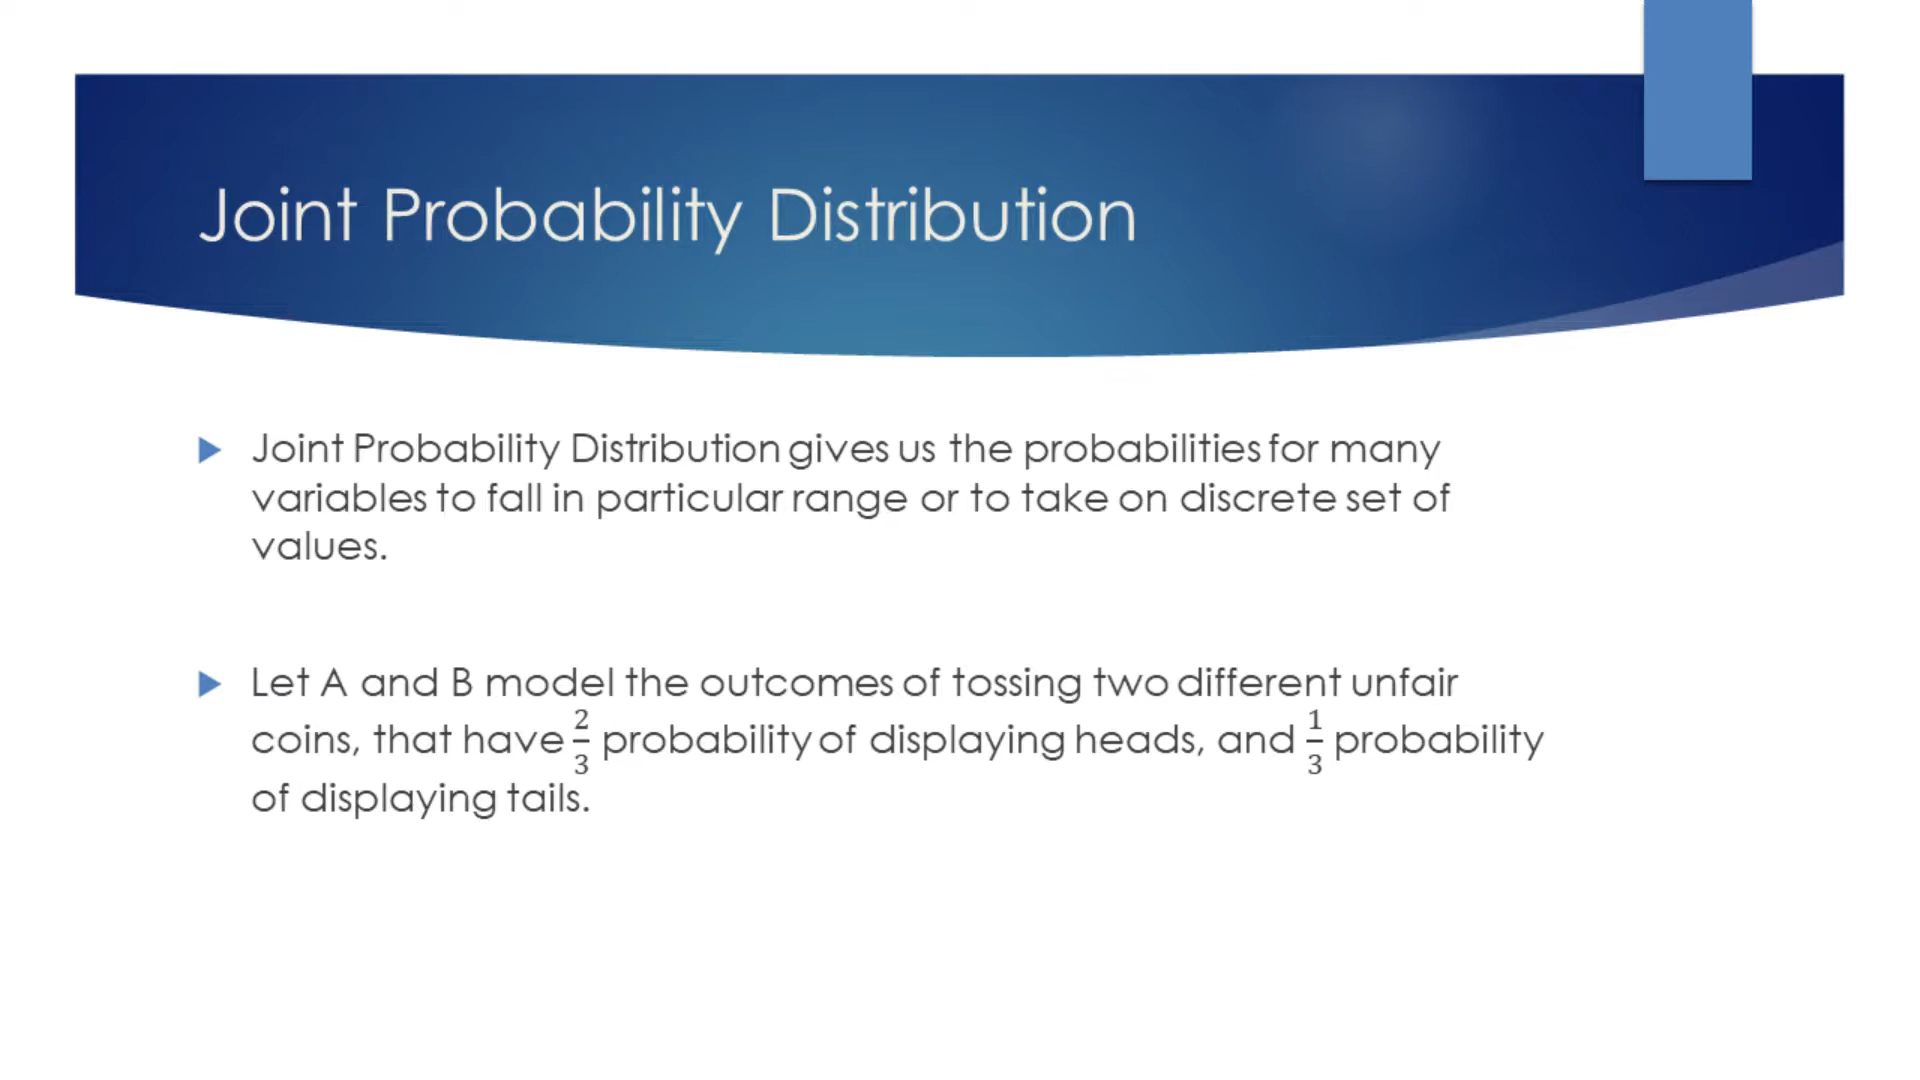 Joint Probability Distribution
Joint Probability Distribution gives us the probabilities for many
variables to fall in particular range or to take on discrete set of
values.
Let A and B model the outcomes of tossing two different unfair
coins, that have 2/3 probability of displaying heads, and 1/3 probability
of displaying tails.